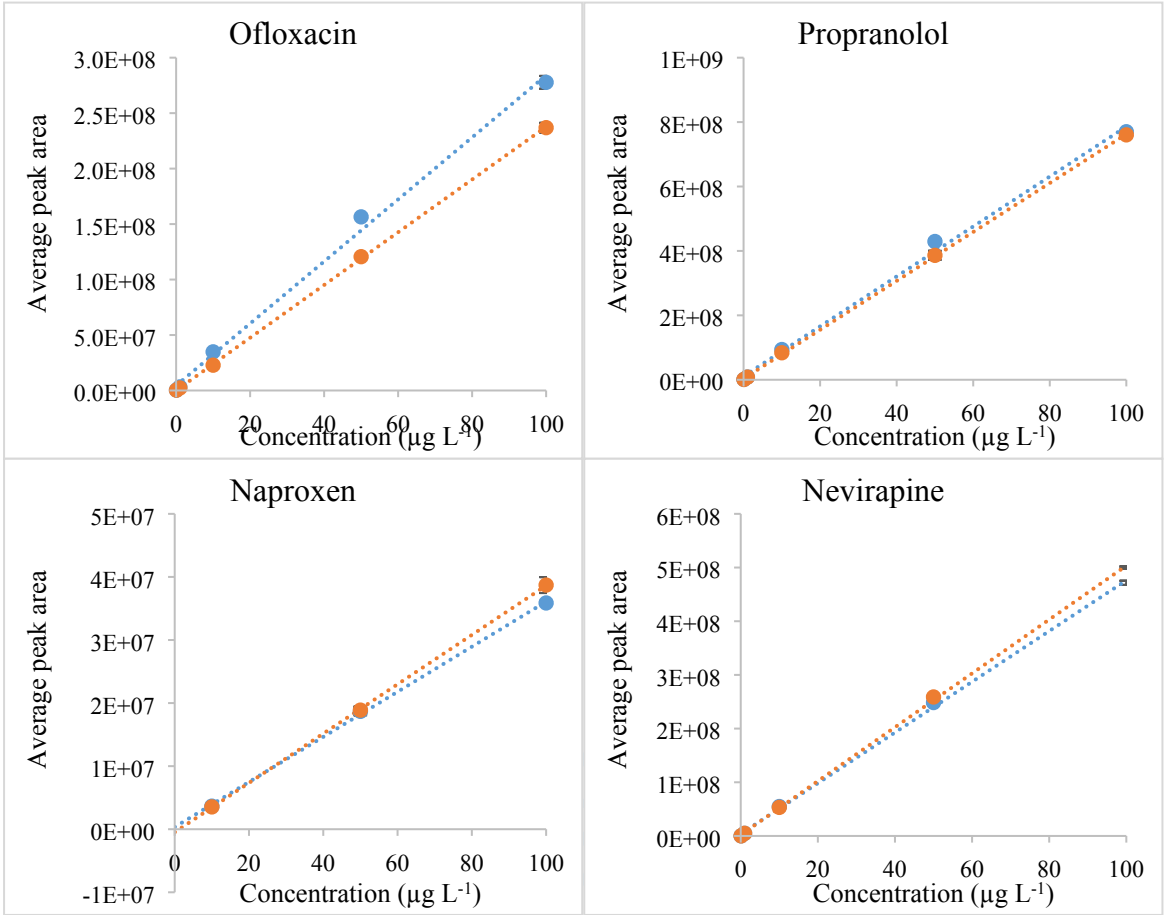 Ofloxacin
3.0E+08
2.5E+08
2.0E+08
1.5E+08
1.0E+08
5.0E+07
0.0E+00
Average peak area
0 20 40 60 80 100
Concentration (µg L-1)
Propranolol
1E+09
8E+08
6E+08
4E+08
2E+08
0E+00
Average peak area
0 20 40 60 80 100
Concentration (µg L-1)
Naproxen
5E+07
4E+07
3E+07
2E+07
1E+07
0E+00
-1E+07
Average peak area
0 20 40 60 80 100
Concentration (µg L-1)
Nevirapine
6E+08
5E+08
4E+08
3E+08
2E+08
1E+08
0E+00
Average peak area
0 20 40 60 80 100
Concentration (µg L-1)